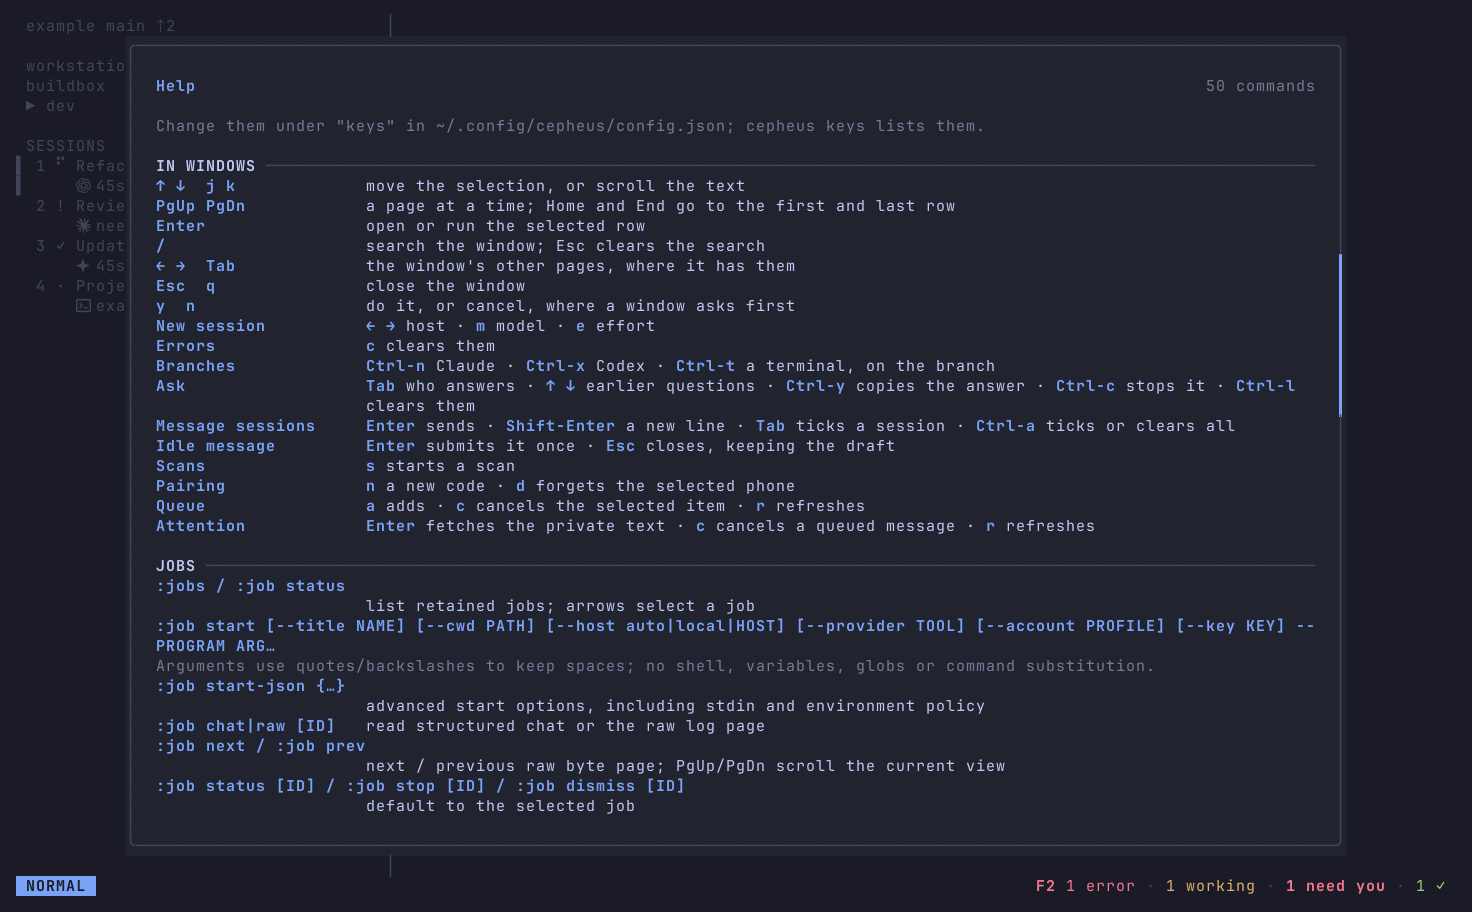 example main ↑2
workstatio
buildbox
▶ dev
SESSIONS
1 Refac
45s
2 ! Revie
nee
3 ✓ Updat
45s
4 · Proje
exa
Help 50 commands
Change them under "keys" in ~/.config/cepheus/config.json; cepheus keys lists them.
IN WINDOWS
↑ ↓ j k move the selection, or scroll the text
PgUp PgDn a page at a time; Home and End go to the first and last row
Enter open or run the selected row
/ search the window; Esc clears the search
← → Tab the window's other pages, where it has them
Esc q close the window
y n do it, or cancel, where a window asks first
New session ← → host · m model · e effort
Errors c clears them
Branches Ctrl-n Claude · Ctrl-x Codex · Ctrl-t a terminal, on the branch
Ask Tab who answers · ↑ ↓ earlier questions · Ctrl-y copies the answer · Ctrl-c stops it · Ctrl-l
clears them
Message sessions Enter sends · Shift-Enter a new line · Tab ticks a session · Ctrl-a ticks or clears all
Idle message Enter submits it once · Esc closes, keeping the draft
Scans s starts a scan
Pairing n a new code · d forgets the selected phone
Queue a adds · c cancels the selected item · r refreshes
Attention Enter fetches the private text · c cancels a queued message · r refreshes
JOBS
:jobs / :job status
list retained jobs; arrows select a job
:job start [--title NAME] [--cwd PATH] [--host auto|local|HOST] [--provider TOOL] [--account PROFILE] [--key KEY] --
PROGRAM ARG…
Arguments use quotes/backslashes to keep spaces; no shell, variables, globs or command substitution.
:job start-json {…}
advanced start options, including stdin and environment policy
:job chat|raw [ID] read structured chat or the raw log page
:job next / :job prev
next / previous raw byte page; PgUp/PgDn scroll the current view
:job status [ID] / :job stop [ID] / :job dismiss [ID]
default to the selected job
NORMAL F2 1 error · 1 working · 1 need you · 1 ✓